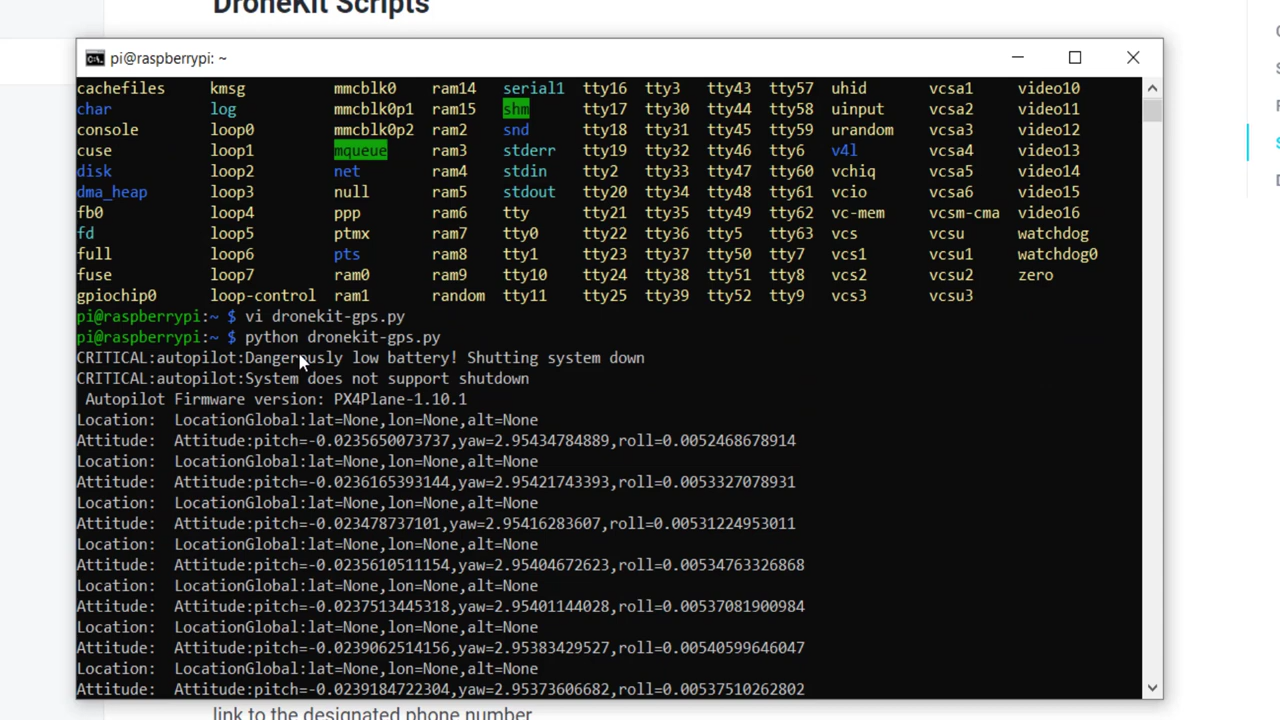 DroneKit Scripts
pi@raspberrypi: ~
cachefiles kmsg mmcblk0 ram14 serial1 tty16 tty3 tty43 tty57 uhid vcsa1 video10
char log mmcblk0p1 ram15 shm tty17 tty30 tty44 tty58 uinput vcsa2 video11
console loop0 mmcblk0p2 ram2 snd tty18 tty31 tty45 tty59 urandom vcsa3 video12
cuse loop1 mqueue ram3 stderr tty19 tty32 tty46 tty6 v4l vcsa4 video13
disk loop2 net ram4 stdin tty2 tty33 tty47 tty60 vchiq vcsa5 video14
dma_heap loop3 null ram5 stdout tty20 tty34 tty48 tty61 vcio vcsa6 video15
fb0 loop4 ppp ram6 tty tty21 tty35 tty49 tty62 vc-mem vcsm-cma video16
fd loop5 ptmx ram7 tty0 tty22 tty36 tty5 tty63 vcs vcsu watchdog
full loop6 pts ram8 tty1 tty23 tty37 tty50 tty7 vcs1 vcsu1 watchdog0
fuse loop7 ram0 ram9 tty10 tty24 tty38 tty51 tty8 vcs2 vcsu2 zero
gpiochip0 loop-control ram1 random tty11 tty25 tty39 tty52 tty9 vcs3 vcsu3
pi@raspberrypi:~ $ vi dronekit-gps.py
pi@raspberrypi:~ $ python dronekit-gps.py
CRITICAL:autopilot:Dangerously low battery! Shutting system down
CRITICAL:autopilot:System does not support shutdown
Autopilot Firmware version: PX4Plane-1.10.1
Location: LocationGlobal:lat=None,lon=None,alt=None
Attitude: Attitude:pitch=-0.0235650073737,yaw=2.95434784889,roll=0.0052468678914
Location: LocationGlobal:lat=None,lon=None,alt=None
Attitude: Attitude:pitch=-0.0236165393144,yaw=2.95421743393,roll=0.0053327078931
Location: LocationGlobal:lat=None,lon=None,alt=None
Attitude: Attitude:pitch=-0.023478737101,yaw=2.95416283607,roll=0.00531224953011
Location: LocationGlobal:lat=None,lon=None,alt=None
Attitude: Attitude:pitch=-0.0235610511154,yaw=2.95404672623,roll=0.00534763326868
Location: LocationGlobal:lat=None,lon=None,alt=None
Attitude: Attitude:pitch=-0.0237513445318,yaw=2.95401144028,roll=0.00537081900984
Location: LocationGlobal:lat=None,lon=None,alt=None
Attitude: Attitude:pitch=-0.0239062514156,yaw=2.95383429527,roll=0.00540599646047
Location: LocationGlobal:lat=None,lon=None,alt=None
Attitude: Attitude:pitch=-0.0239184722304,yaw=2.95373606682,roll=0.00537510262802
link to the designated phone number